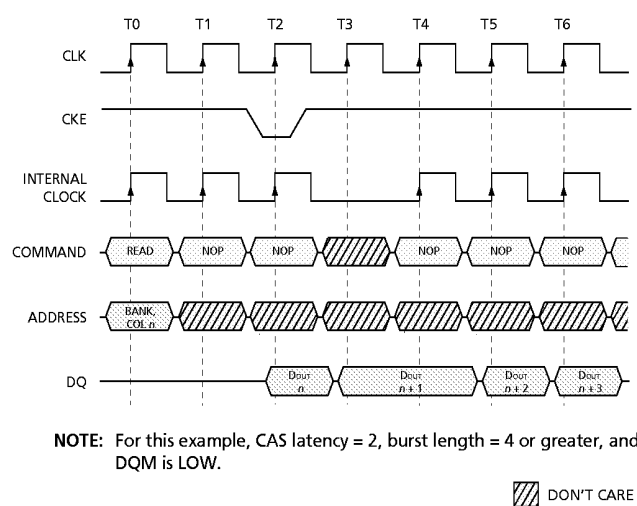 T0 T1 T2 T3 T4 T5 T6
CLK
CKE
INTERNAL
CLOCK
COMMAND READ NOP NOP NOP NOP NOP
ADDRESS BANK,
COL n
DQ DOUT DOUT DOUT DOUT
n n + 1 n + 2 n + 3
NOTE: For this example, CAS latency = 2, burst length = 4 or greater, and
DQM is LOW.
DON'T CARE